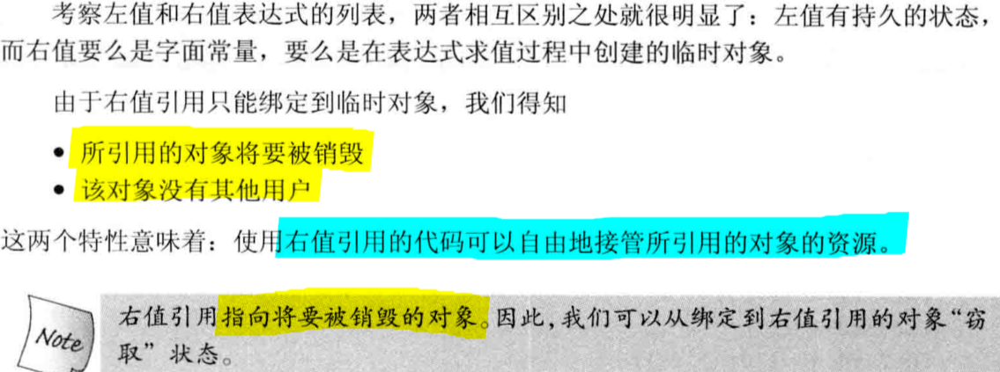 考察左值和右值表达式的列表，两者相互区别之处就很明显了：左值有持久的状态，
而右值要么是字面常量，要么是在表达式求值过程中创建的临时对象。
由于右值引用只能绑定到临时对象，我们得知
• 所引用的对象将要被销毁
• 该对象没有其他用户
这两个特性意味着：使用右值引用的代码可以自由地接管所引用的对象的资源。
Note
右值引用指向将要被销毁的对象。因此，我们可以从绑定到右值引用的对象“窃
取”状态。